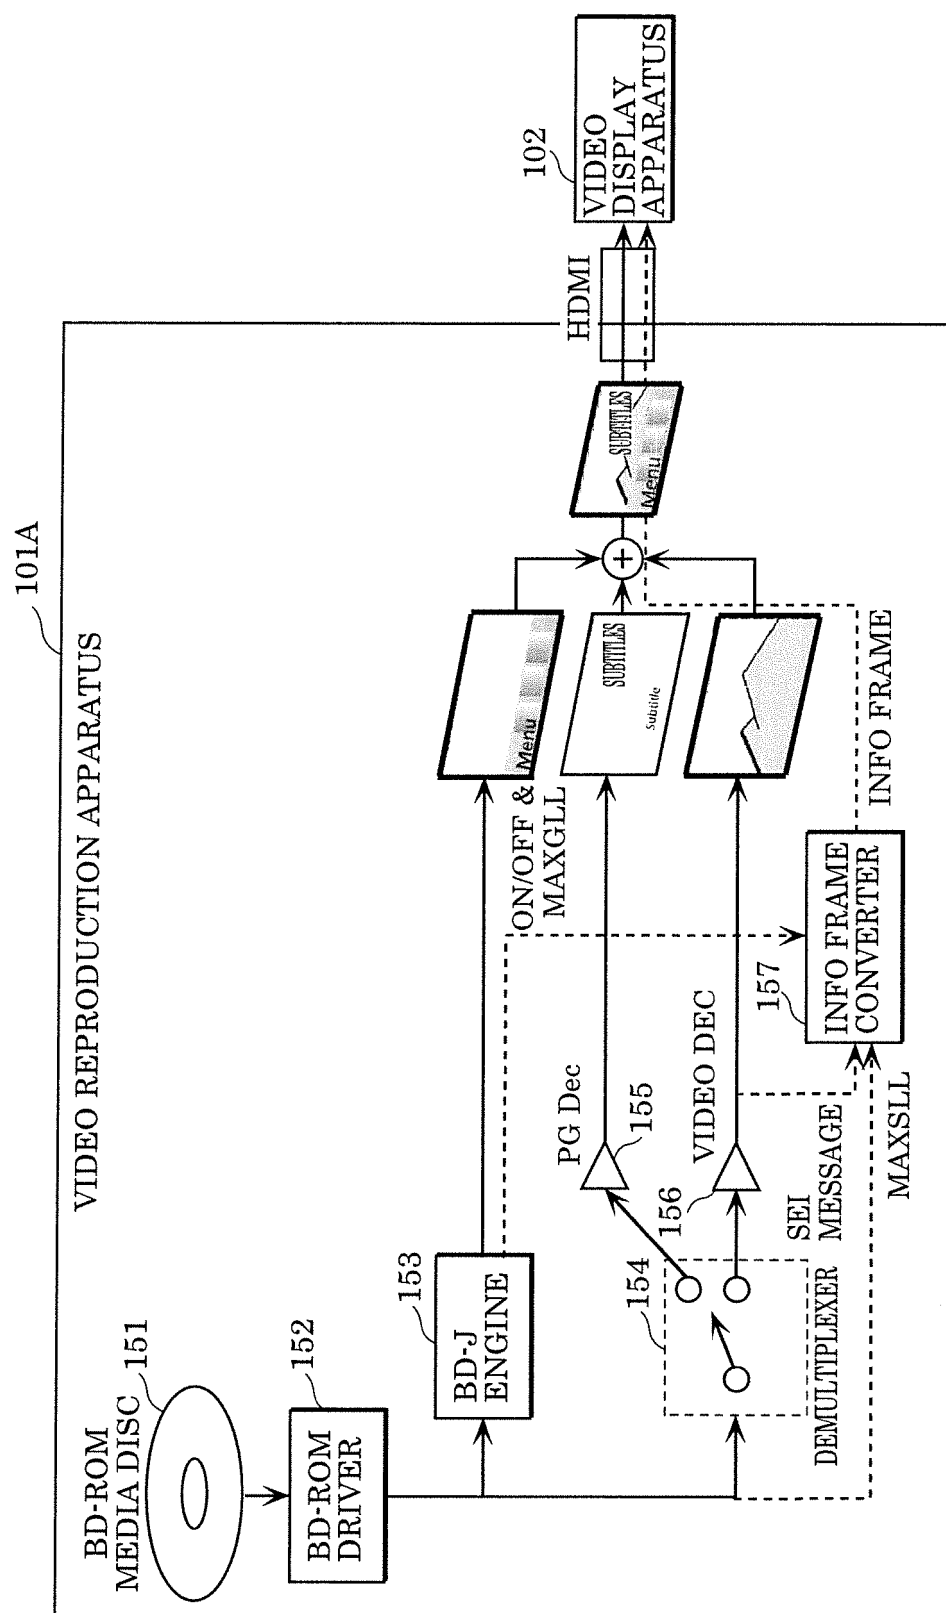 101A
VIDEO REPRODUCTION APPARATUS
BD-ROM
MEDIA DISC
151
152
BD-ROM
DRIVER
153
BD-J
ENGINE
154
DEMULTIPLEXER
PG Dec
155
VIDEO DEC
156
SEI
MESSAGE
MAXSLL
ON/OFF &
MAXGLL
157
INFO FRAME
CONVERTER
INFO FRAME
Menu
SUBTITLES
Subtitle
SUBTITLES
Menu
HDMI
102
VIDEO
DISPLAY
APPARATUS